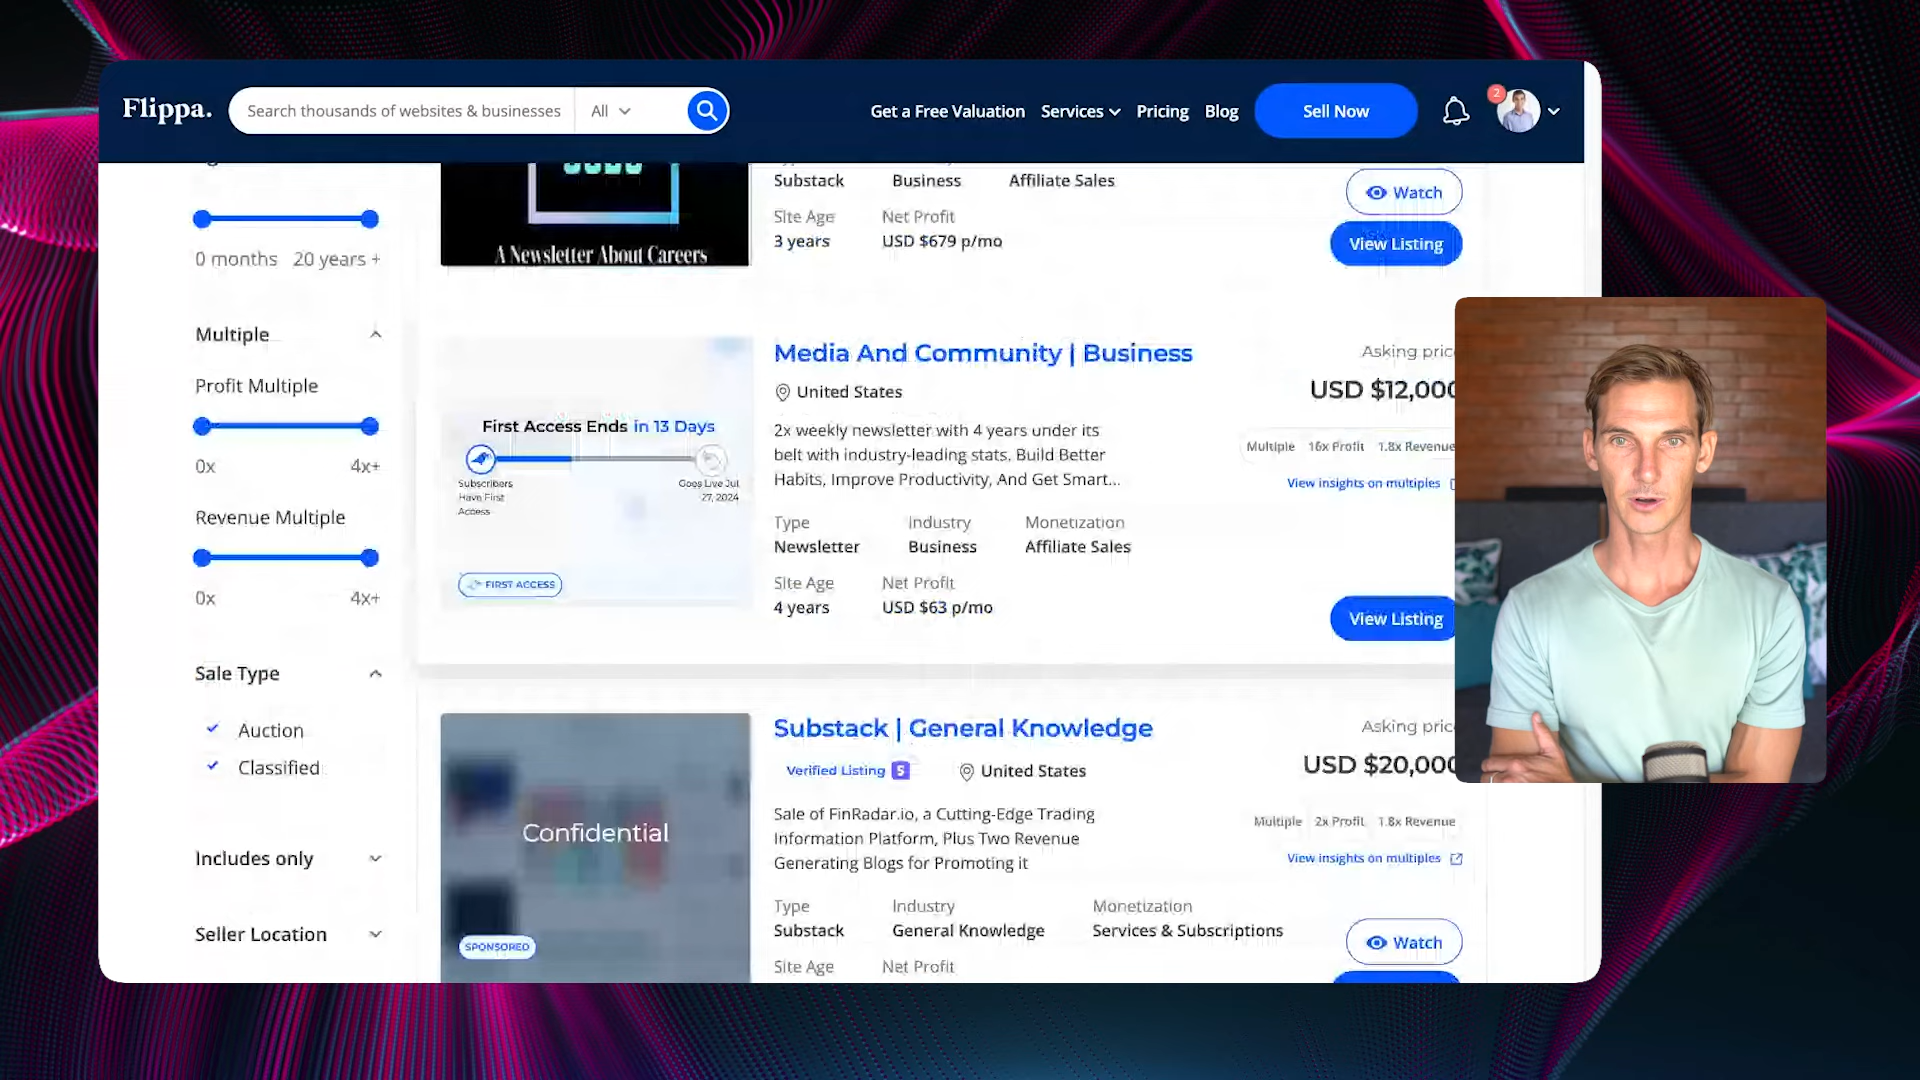 Flippa.
Search thousands of websites & businesses
All
Get a Free Valuation
Services
Pricing
Blog
Sell Now
2
0 months 20 years +
Multiple
Profit Multiple
0x 4x+
Revenue Multiple
0x 4x+
Sale Type
Auction
Classified
Includes only
Seller Location
A Newsletter About Careers
Substack Business Affiliate Sales
Site Age Net Profit
3 years USD $679 p/mo
Watch
View Listing
First Access Ends in 13 Days
Subscribers
Have First
Access
Goes Live Jul
27, 2024
FIRST ACCESS
Media And Community | Business
United States
2x weekly newsletter with 4 years under its
belt with industry-leading stats. Build Better
Habits, Improve Productivity, And Get Smart...
Type Industry Monetization
Newsletter Business Affiliate Sales
Site Age Net Profit
4 years USD $63 p/mo
Asking pric
USD $12,000
Multiple 16x Profit 1.8x Revenue
View insights on multiples
View Listing
Confidential
SPONSORED
Substack | General Knowledge
Verified Listing United States
Sale of FinRadar.io, a Cutting-Edge Trading
Information Platform, Plus Two Revenue
Generating Blogs for Promoting it
Type Industry Monetization
Substack General Knowledge Services & Subscriptions
Site Age Net Profit
Asking pric
USD $20,000
Multiple 2x Profit 1.8x Revenue
View insights on multiples
Watch